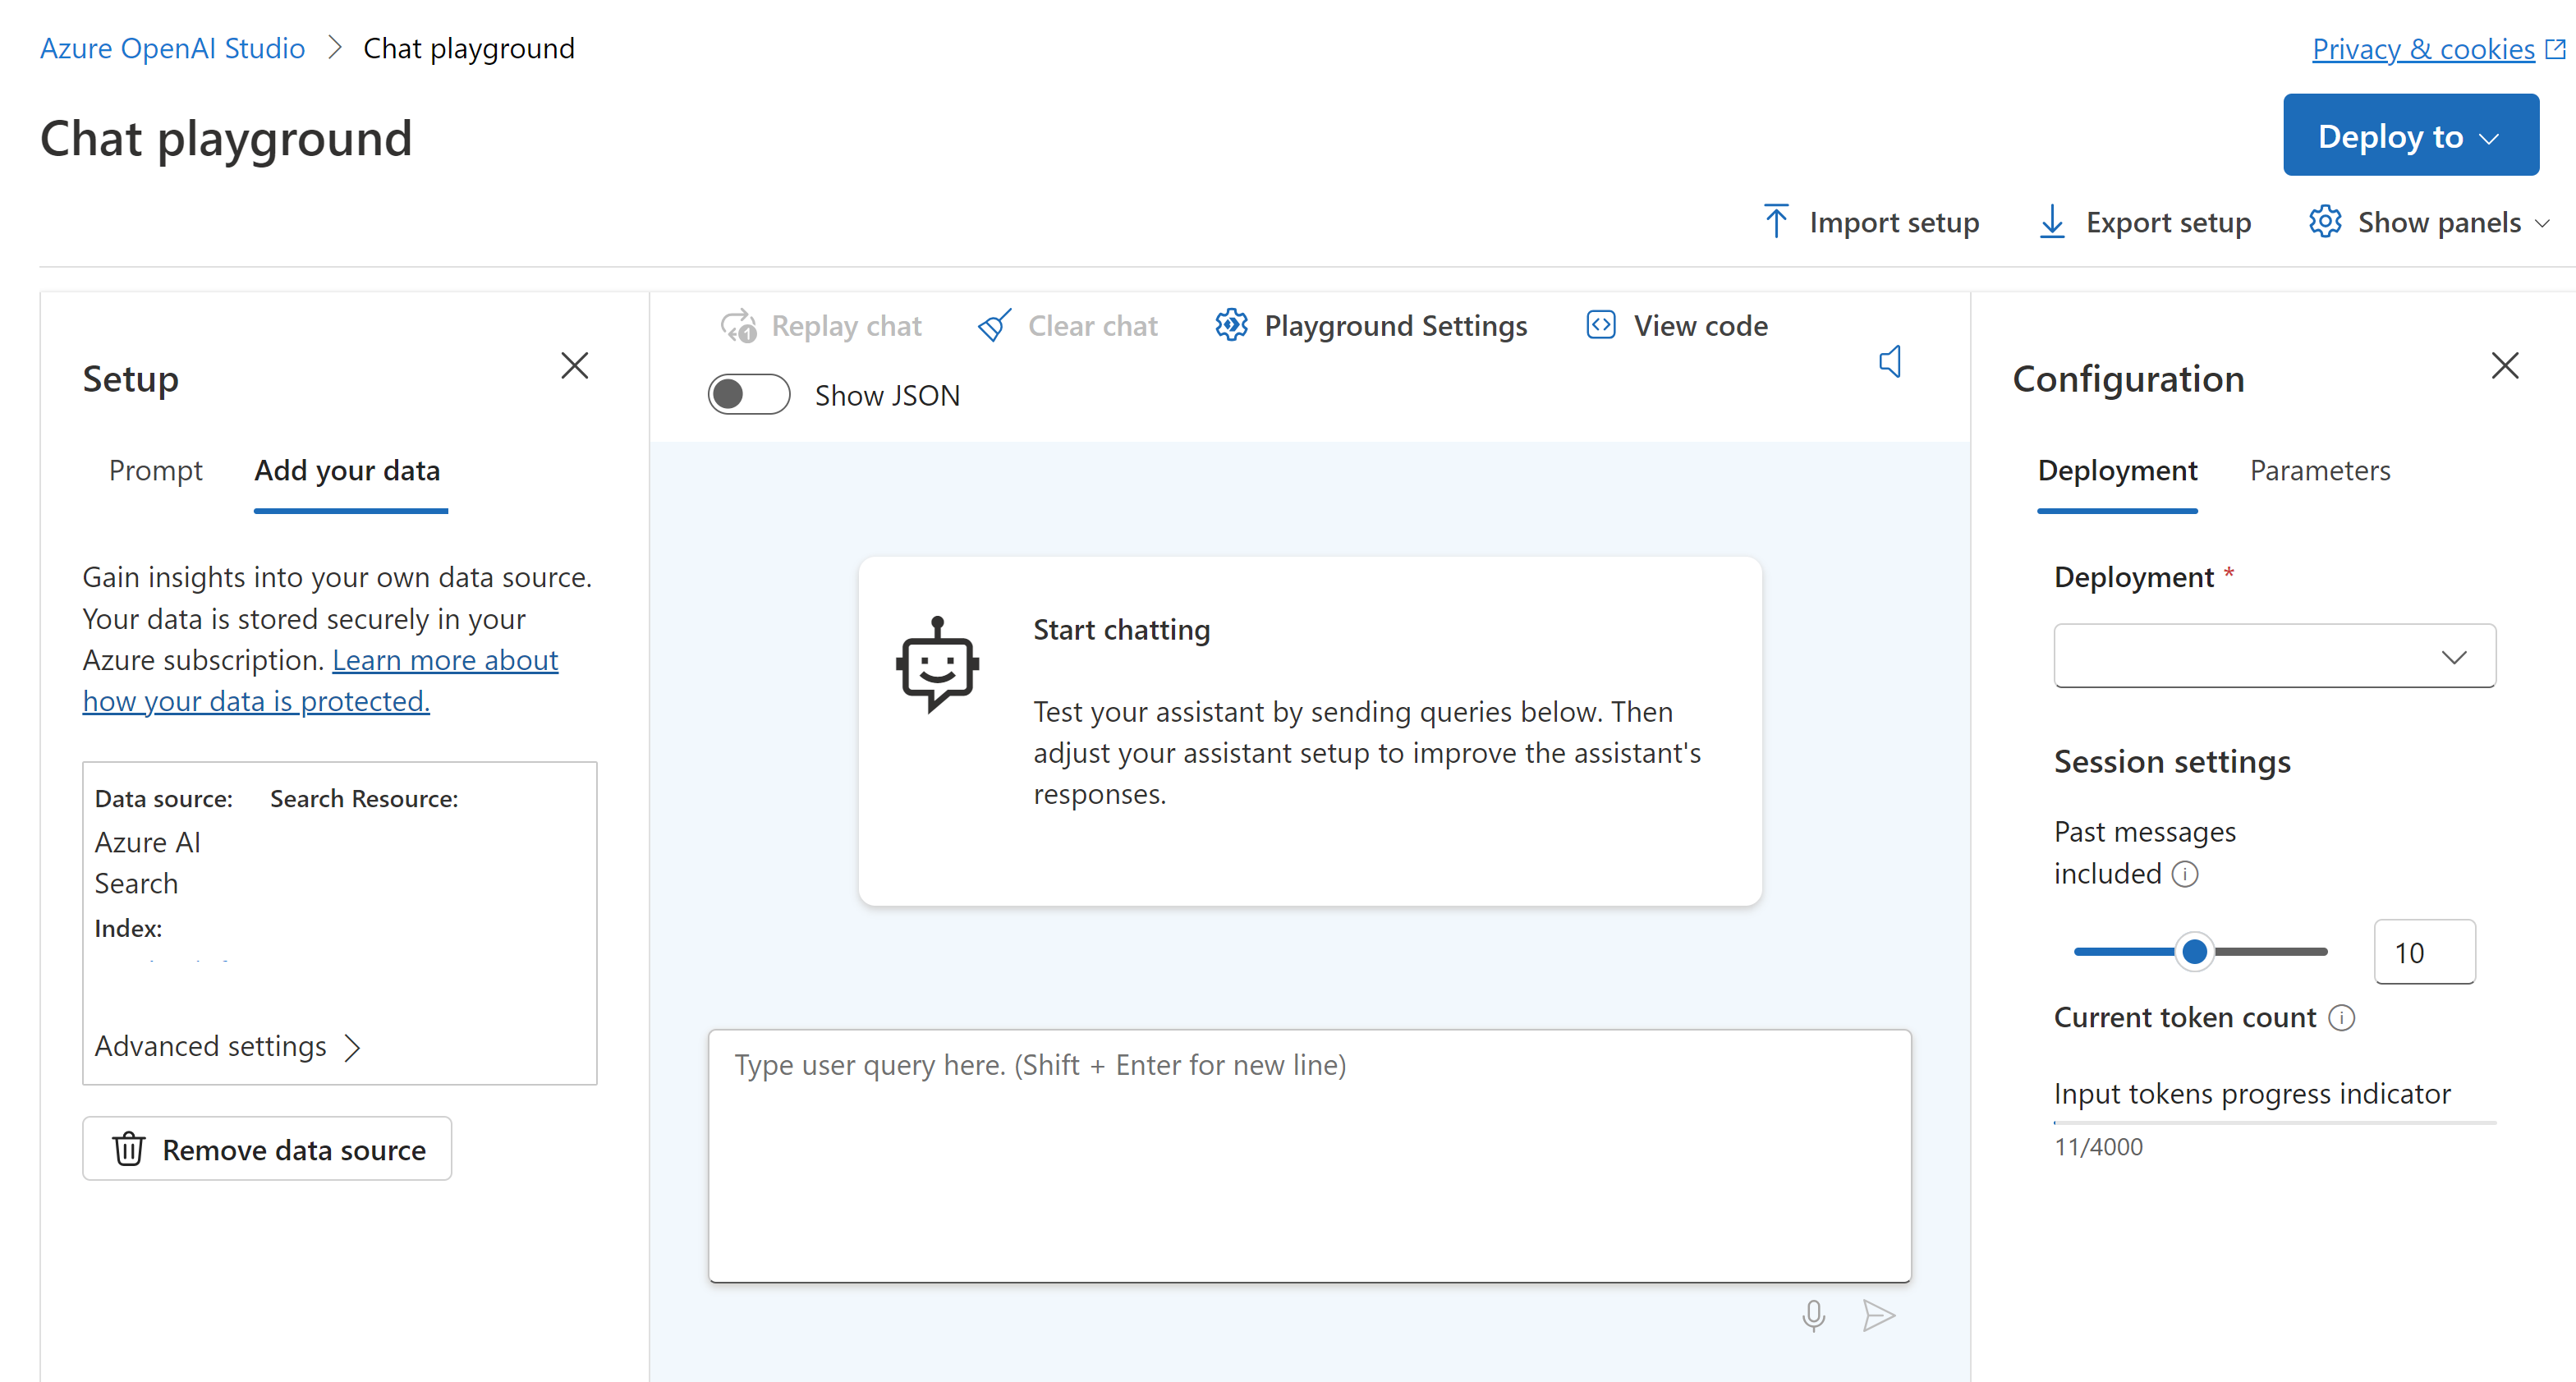 Azure OpenAI Studio > Chat playground
Privacy & cookies
Chat playground
Deploy to
Import setup
Export setup
Show panels
Setup
Prompt
Add your data
Gain insights into your own data source.
Your data is stored securely in your
Azure subscription. Learn more about
how your data is protected.
Data source:
Search Resource:
Azure AI
Search
Index:
Advanced settings
Remove data source
Replay chat
Clear chat
Playground Settings
View code
Show JSON
Start chatting
Test your assistant by sending queries below. Then
adjust your assistant setup to improve the assistant's
responses.
Type user query here. (Shift + Enter for new line)
Configuration
Deployment
Parameters
Deployment *
Session settings
Past messages
included
10
Current token count
Input tokens progress indicator
11/4000